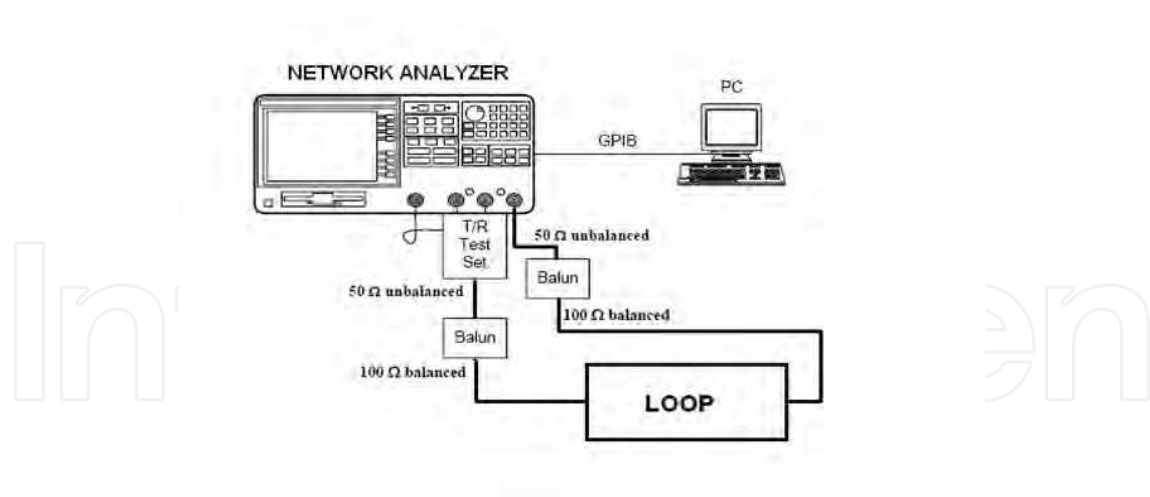 NETWORK ANALYZER
PC
GPIB
T/R
Test
Set
50 Ω unbalanced
Balun
50 Ω unbalanced
100 Ω balanced
Balun
100 Ω balanced
LOOP